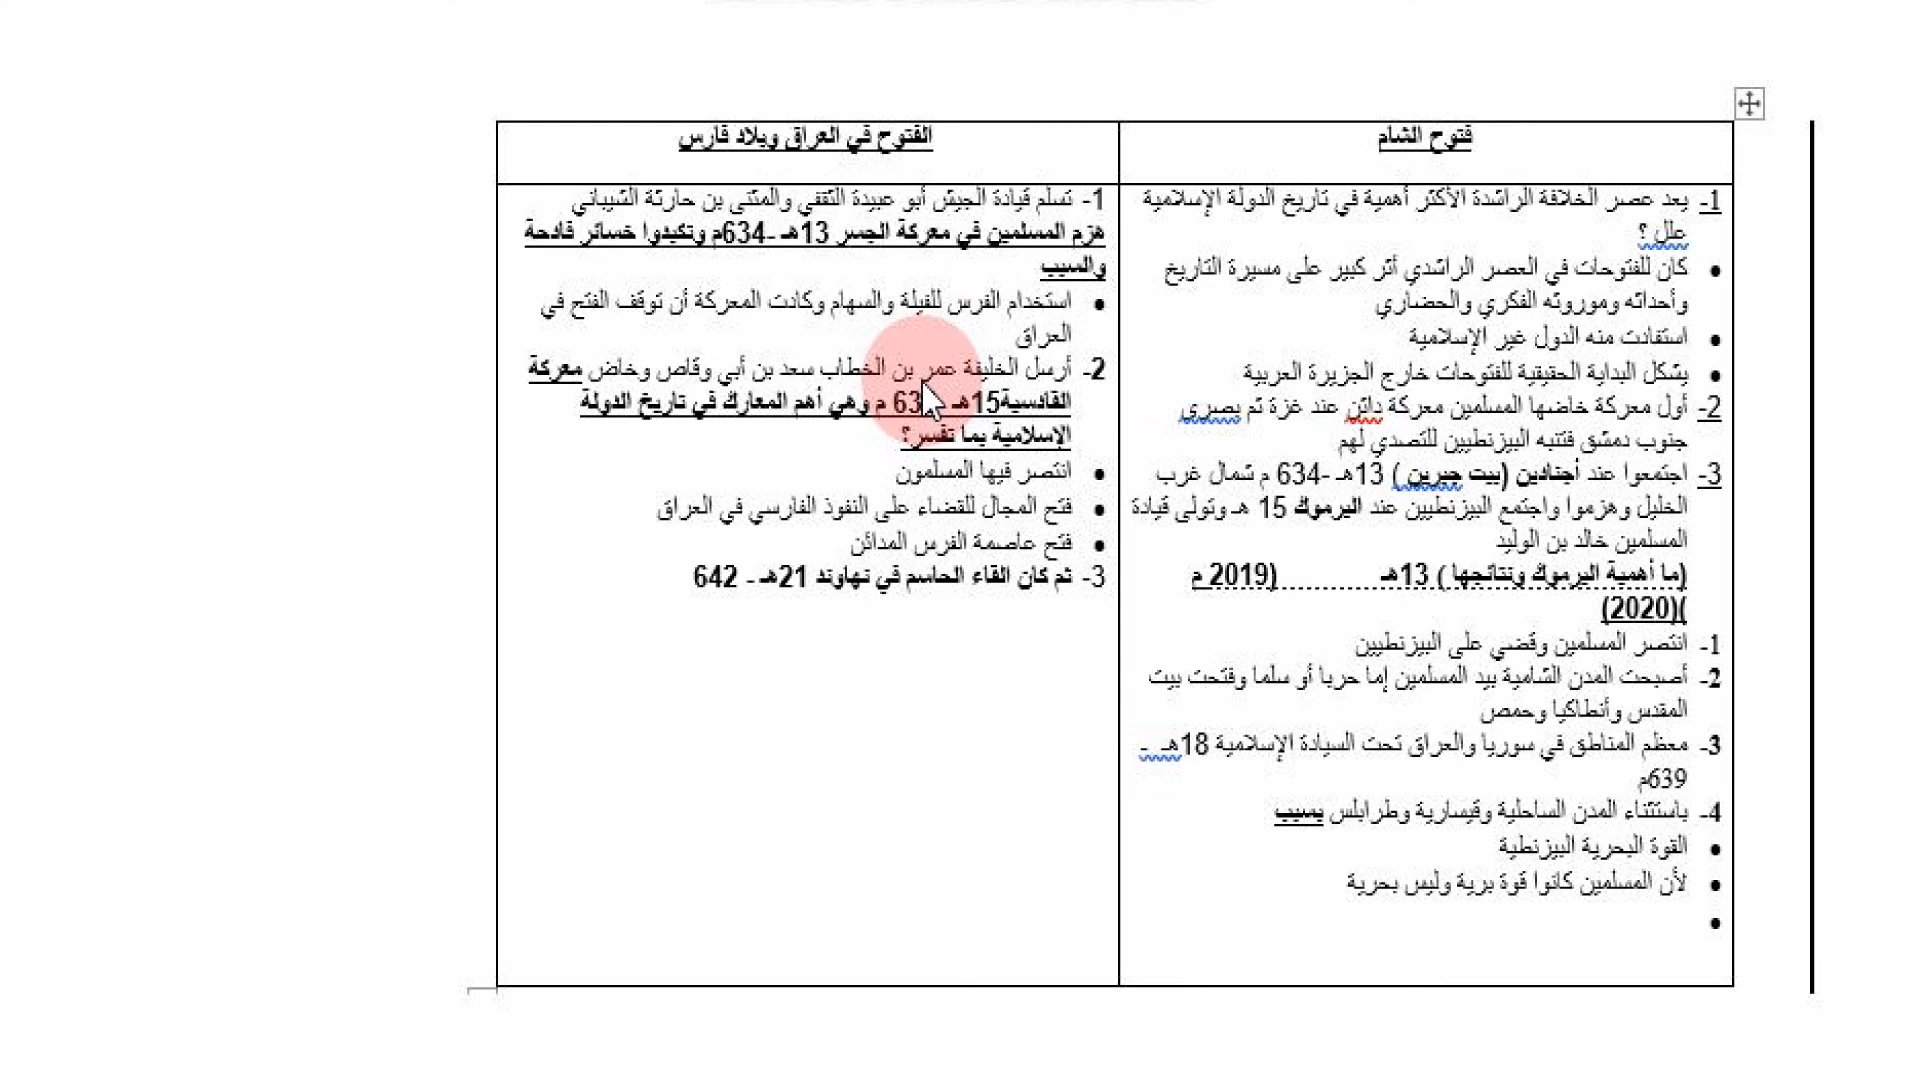 فتوح الشام
1- يعد عصر الخلافة الراشدة الأكثر أهمية في تاريخ الدولة الإسلامية
علل ؟
• كان للفتوحات في العصر الراشدي أثر كبير على مسيرة التاريخ
وأحداثه وموروثه الفكري والحضاري
• استفادت منه الدول غير الإسلامية
• يشكل البداية الحقيقية للفتوحات خارج الجزيرة العربية
2- أول معركة خاضها المسلمين معركة داثن عند غزة ثم بصرى
جنوب دمشق فتنبه البيزنطيين للتصدي لهم
3- اجتمعوا عند أجنادين (بيت جبرين ) 13هـ -634 م شمال غرب
الخليل وهزموا واجتمع البيزنطيين عند اليرموك 15 هـ وتولى قيادة
المسلمين خالد بن الوليد
(ما أهمية اليرموك ونتائجها ) 13هـ (2019 م
)(2020)
1- انتصر المسلمين وقضي على البيزنطيين
2- أصبحت المدن الشامية بيد المسلمين إما حربا أو سلما وفتحت بيت
المقدس وأنطاكيا وحمص
3- معظم المناطق في سوريا والعراق تحت السيادة الإسلامية 18هـ -
639م
4- باستثناء المدن الساحلية وقيسارية وطرابلس بسبب
• القوة البحرية البيزنطية
• لأن المسلمين كانوا قوة برية وليس بحرية
•
الفتوح في العراق وبلاد فارس
1- تسلم قيادة الجيش أبو عبيدة الثقفي والمثنى بن حارثة الشيباني
هزم المسلمين في معركة الجسر 13هـ -634م وتكبدوا خسائر فادحة
والسبب
• استخدام الفرس للفيلة والسهام وكانت المعركة أن توقف الفتح في
العراق
2- أرسل الخليفة عمر بن الخطاب سعد بن أبي وقاص وخاض معركة
القادسية15هـ م وهي أهم المعارك في تاريخ الدولة
الإسلامية بما تفسر؟
• انتصر فيها المسلمون
• فتح المجال للقضاء على النفوذ الفارسي في العراق
• فتح عاصمة الفرس المدائن
3- ثم كان القاء الحاسم في نهاوند 21هـ - 642